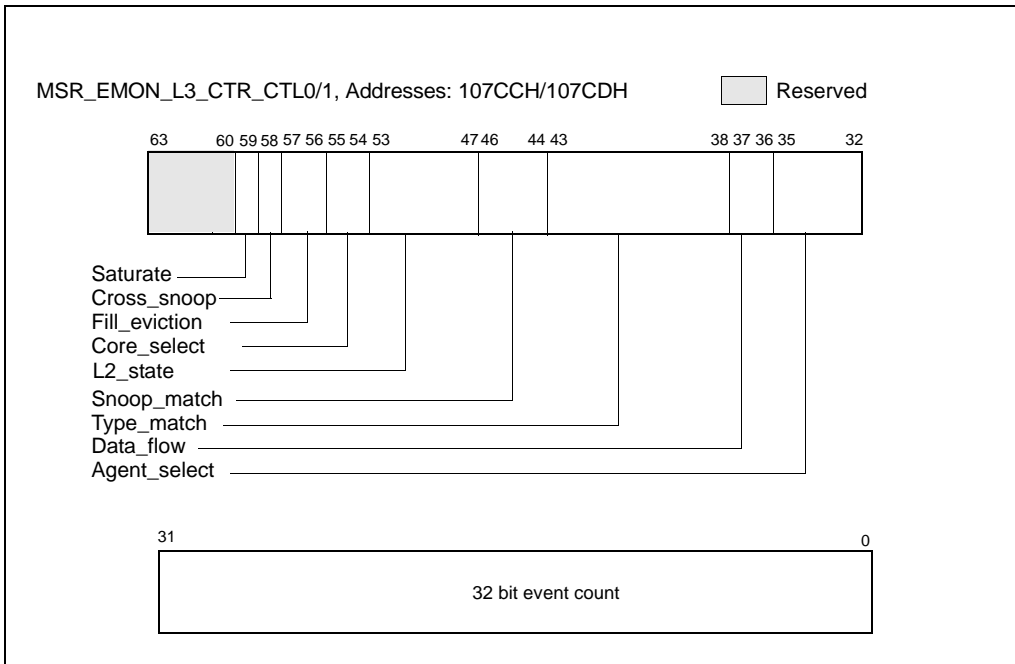 MSR_EMON_L3_CTR_CTL0/1, Addresses: 107CCH/107CDH Reserved
63 60 59 58 57 56 55 54 53 47 46 44 43 38 37 36 35 32
Saturate
Cross_snoop
Fill_eviction
Core_select
L2_state
Snoop_match
Type_match
Data_flow
Agent_select
31 0
32 bit event count